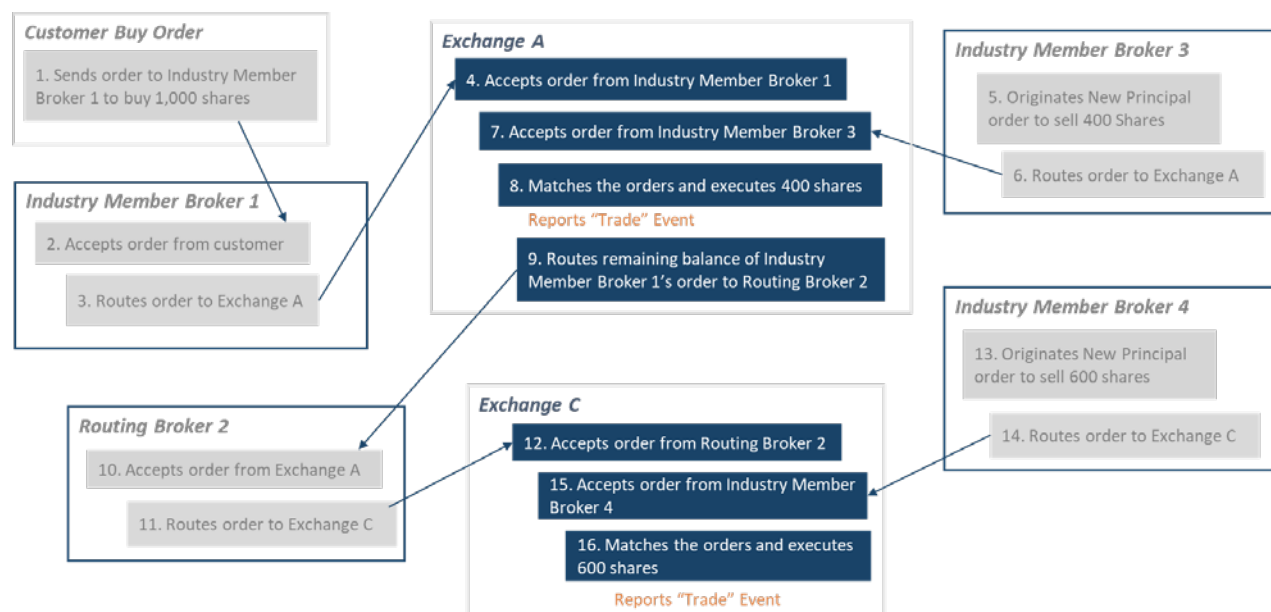 Customer Buy Order
1. Sends order to Industry Member
Broker 1 to buy 1,000 shares
Industry Member Broker 1
2. Accepts order from customer
3. Routes order to Exchange A
Exchange A
4. Accepts order from Industry Member Broker 1
7. Accepts order from Industry Member Broker 3
8. Matches the orders and executes 400 shares
Reports “Trade” Event
9. Routes remaining balance of Industry
Member Broker 1’s order to Routing Broker 2
Industry Member Broker 3
5. Originates New Principal
order to sell 400 Shares
6. Routes order to Exchange A
Routing Broker 2
10. Accepts order from Exchange A
11. Routes order to Exchange C
Exchange C
12. Accepts order from Routing Broker 2
15. Accepts order from Industry Member
Broker 4
16. Matches the orders and executes
600 shares
Reports “Trade” Event
Industry Member Broker 4
13. Originates New Principal
order to sell 600 shares
14. Routes order to Exchange C